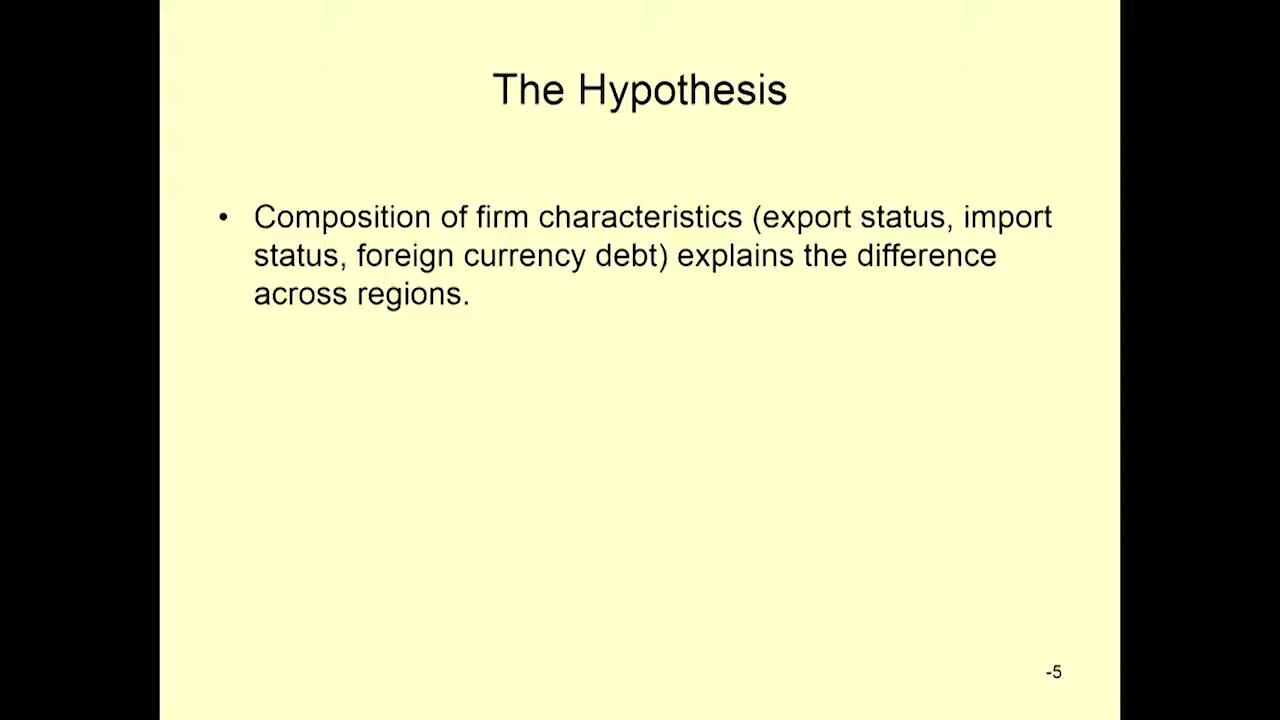 The Hypothesis
• Composition of firm characteristics (export status, import
status, foreign currency debt) explains the difference
across regions.
-5